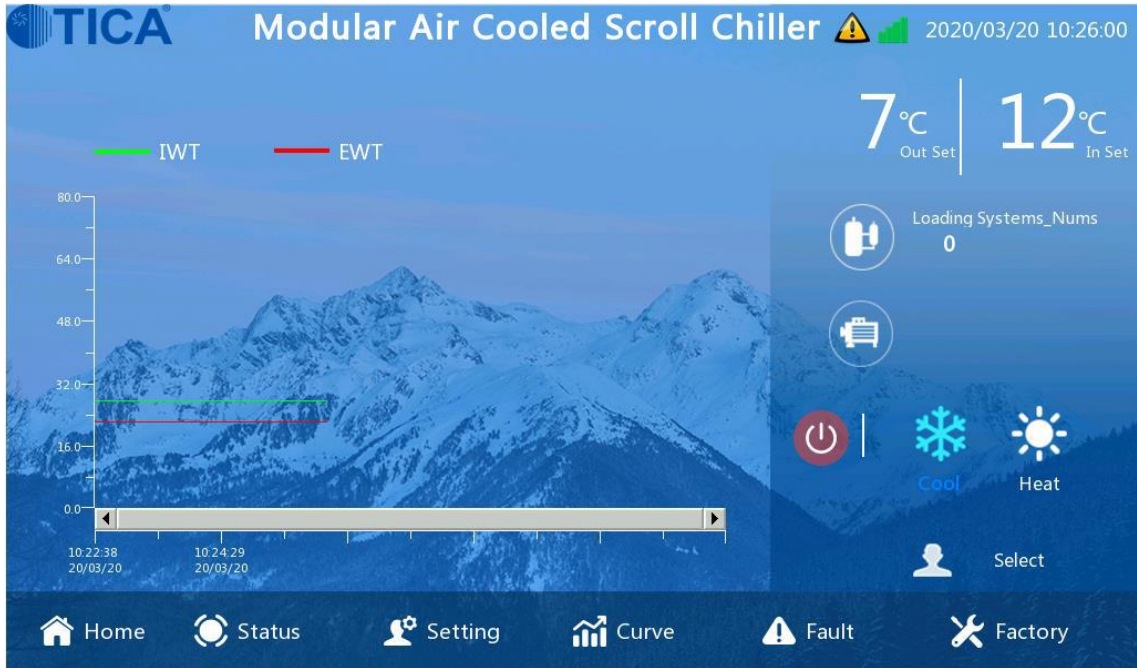 TICA®
Modular Air Cooled Scroll Chiller
2020/03/20 10:26:00
7℃ Out Set
12℃ In Set
IWT
EWT
80.0
64.0
48.0
32.0
16.0
0.0
10:22:38
20/03/20
10:24:29
20/03/20
Loading Systems_Nums
0
Cool
Heat
Select
Home
Status
Setting
Curve
Fault
Factory